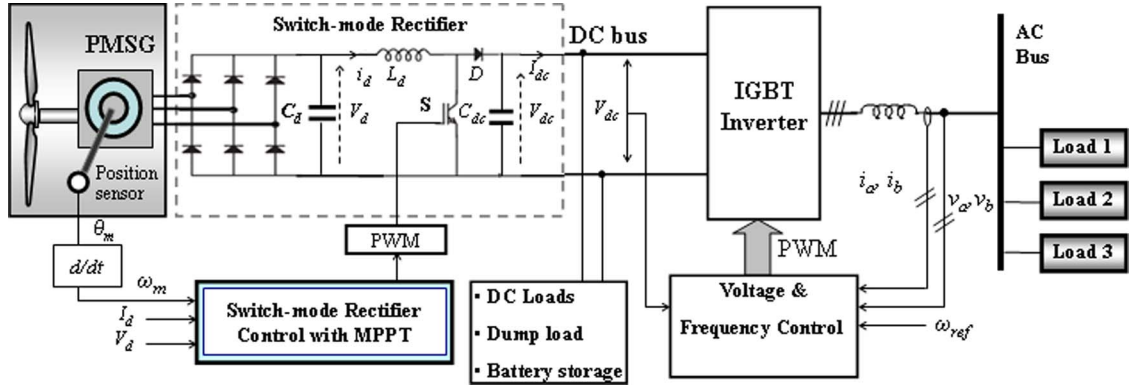 Switch-mode Rectifier
PMSG
DC bus
AC
Bus
i_d
L_d
D
I_dc
S
C_d
V_d
C_dc
V_dc
V_dc
IGBT
Inverter
Load 1
Load 2
Load 3
i_a, i_b
v_a, v_b
Position
sensor
θ_m
d/dt
ω_m
I_d
V_d
PWM
Switch-mode Rectifier
Control with MPPT
▪ DC Loads
▪ Dump load
▪ Battery storage
PWM
Voltage &
Frequency Control
ω_ref